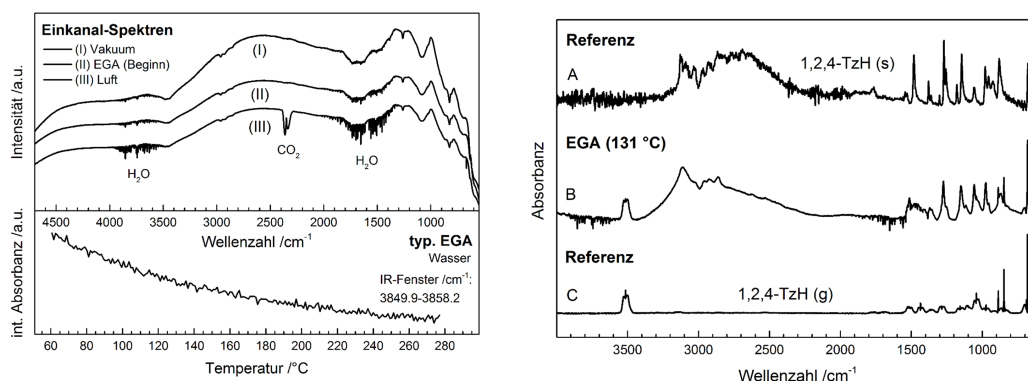 Einkanal-Spektren
(I) Vakuum
(II) EGA (Beginn)
(III) Luft
(I)
(II)
(III)
CO2
H2O
H2O
Intensität /a.u.
4500 4000 3500 3000 2500 2000 1500 1000
Wellenzahl /cm-1
typ. EGA
Wasser
IR-Fenster /cm-1:
3849.9-3858.2
int. Absorbanz /a.u.
60 80 100 120 140 160 180 200 220 240 260 280
Temperatur /°C
Referenz
1,2,4-TzH (s)
A
EGA (131 °C)
B
Referenz
C
1,2,4-TzH (g)
Absorbanz
3500 3000 2500 2000 1500 1000
Wellenzahl /cm-1